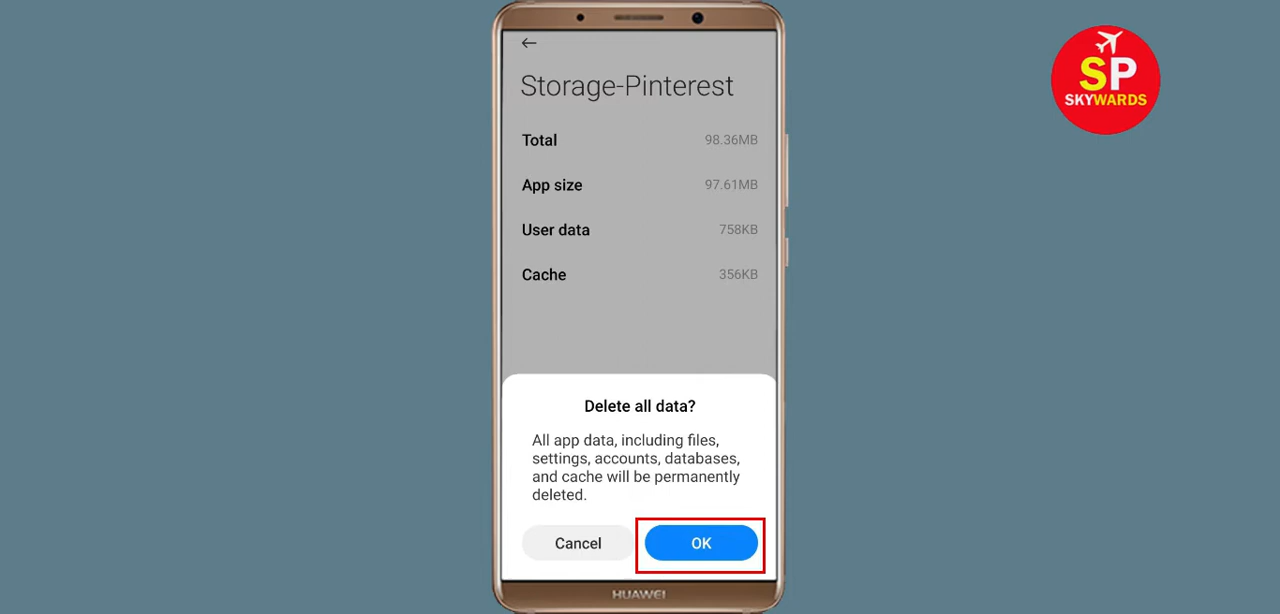 SP
SKYWARDS
Storage-Pinterest
Total 98.36MB
App size 97.61MB
User data 758KB
Cache 356KB
Delete all data?
All app data, including files,
settings, accounts, databases,
and cache will be permanently
deleted.
Cancel OK
HUAWEI